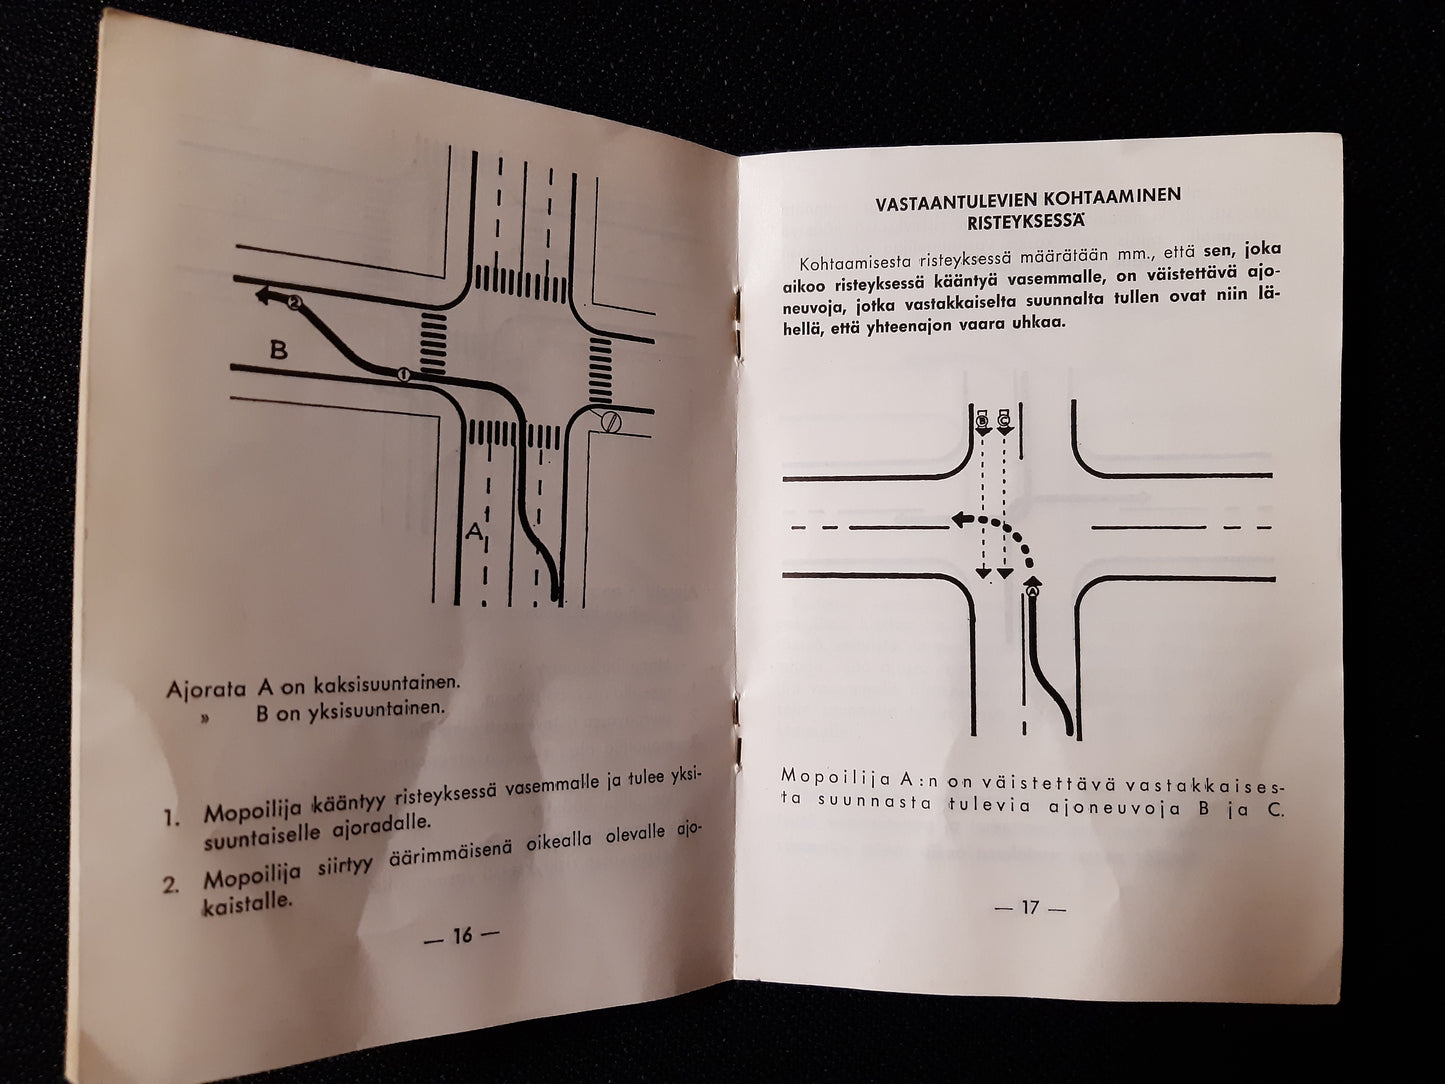 2
B
1
A
Ajorata A on kaksisuuntainen.
» B on yksisuuntainen.
1. Mopoilija kääntyy risteyksessä vasemmalle ja tulee yksi-
suuntaiselle ajoradalle.
2. Mopoilija siirtyy äärimmäisenä oikealla olevalle ajo-
kaistalle.
— 16 —
VASTAANTULEVIEN KOHTAAMINEN
RISTEYKSESSÄ
Kohtaamisesta risteyksessä määrätään mm., että sen, joka
aikoo risteyksessä kääntyä vasemmalle, on väistettävä ajo-
neuvoja, jotka vastakkaiselta suunnalta tullen ovat niin lä-
hellä, että yhteenajon vaara uhkaa.
B C
A
Mopoilija A:n on väistettävä vastakkaises-
ta suunnasta tulevia ajoneuvoja B ja C.
— 17 —